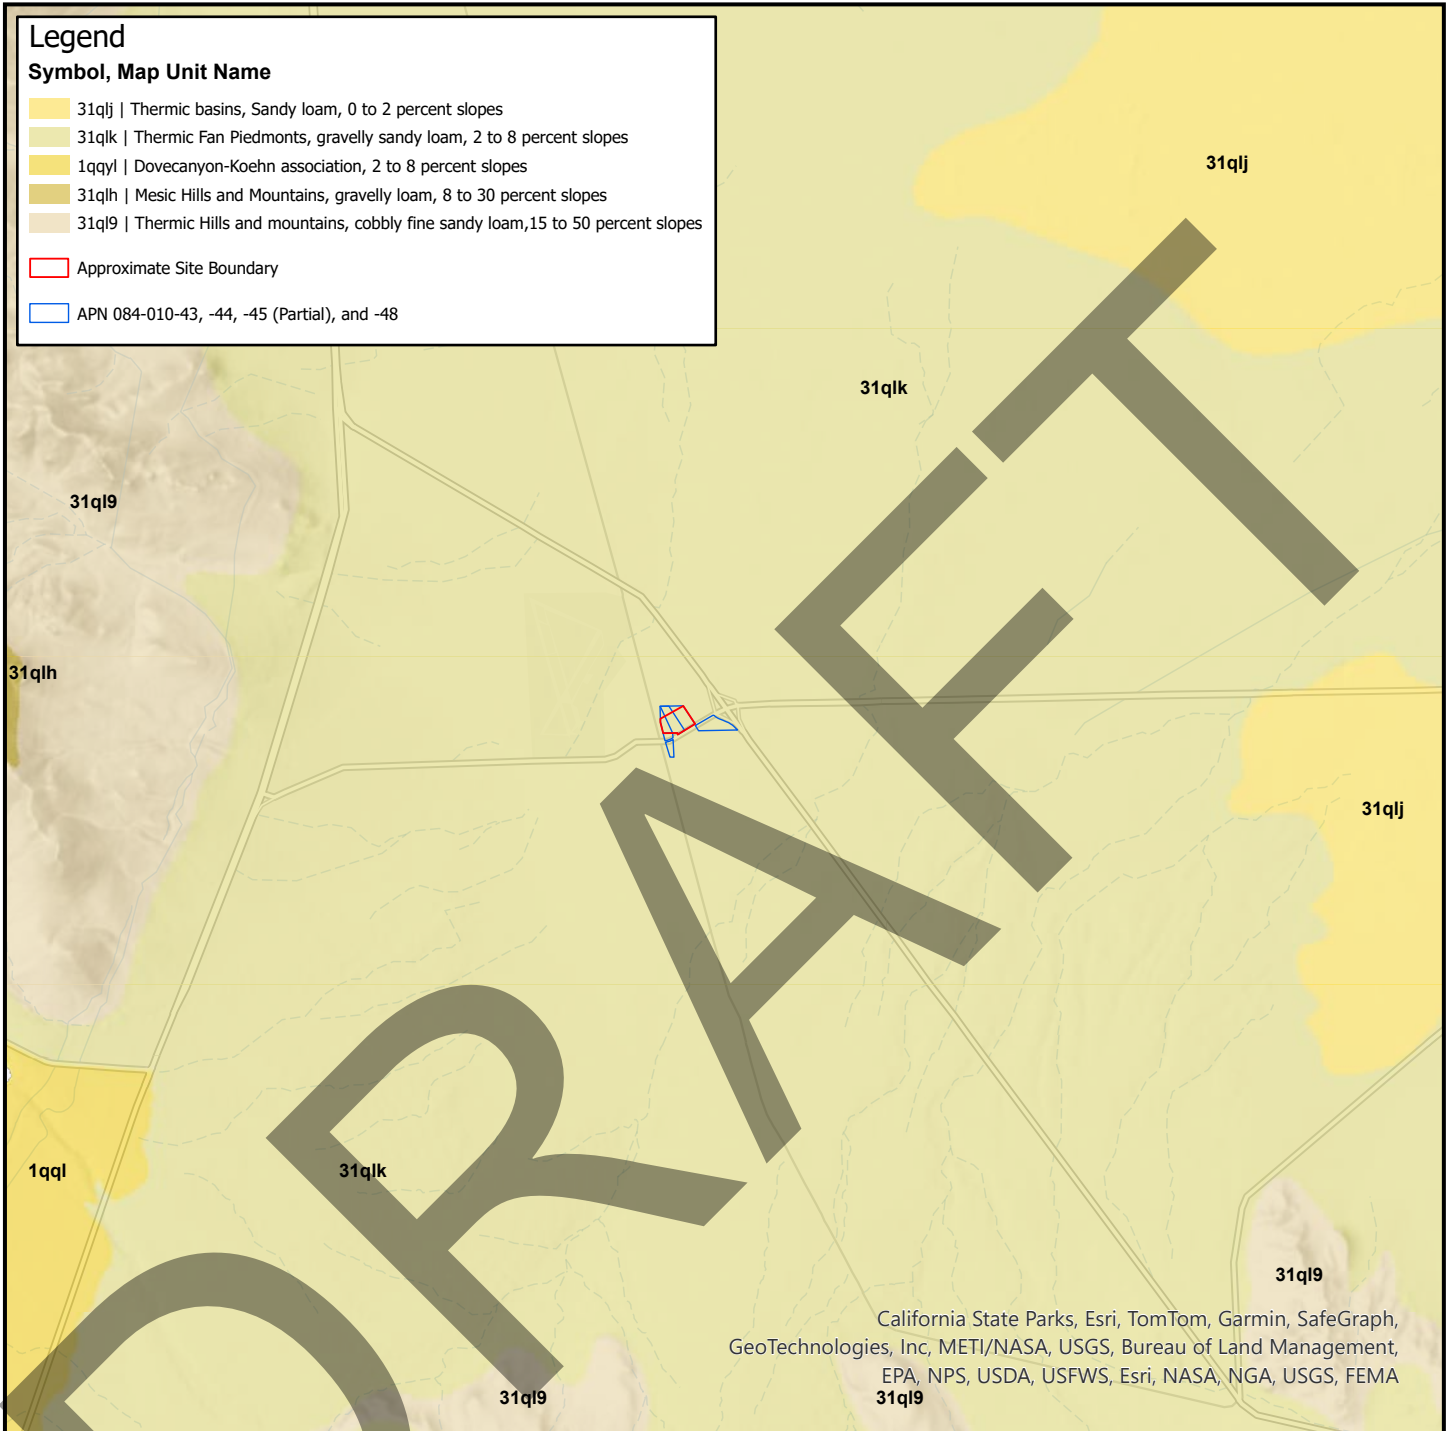 Legend
Symbol, Map Unit Name
31qlj | Thermic basins, Sandy loam, 0 to 2 percent slopes
31qlk | Thermic Fan Piedmonts, gravelly sandy loam, 2 to 8 percent slopes
1qqyl | Dovecanyon-Koehn association, 2 to 8 percent slopes
31qlh | Mesic Hills and Mountains, gravelly loam, 8 to 30 percent slopes
31ql9 | Thermic Hills and mountains, cobbly fine sandy loam,15 to 50 percent slopes
Approximate Site Boundary
APN 084-010-43, -44, -45 (Partial), and -48
31qlj
31qlk
31ql9
31qlh
31qlj
1qql
31qlk
31ql9
31ql9
31ql9
DRAFT
California State Parks, Esri, TomTom, Garmin, SafeGraph,
GeoTechnologies, Inc, METI/NASA, USGS, Bureau of Land Management,
EPA, NPS, USDA, USFWS, Esri, NASA, NGA, USGS, FEMA